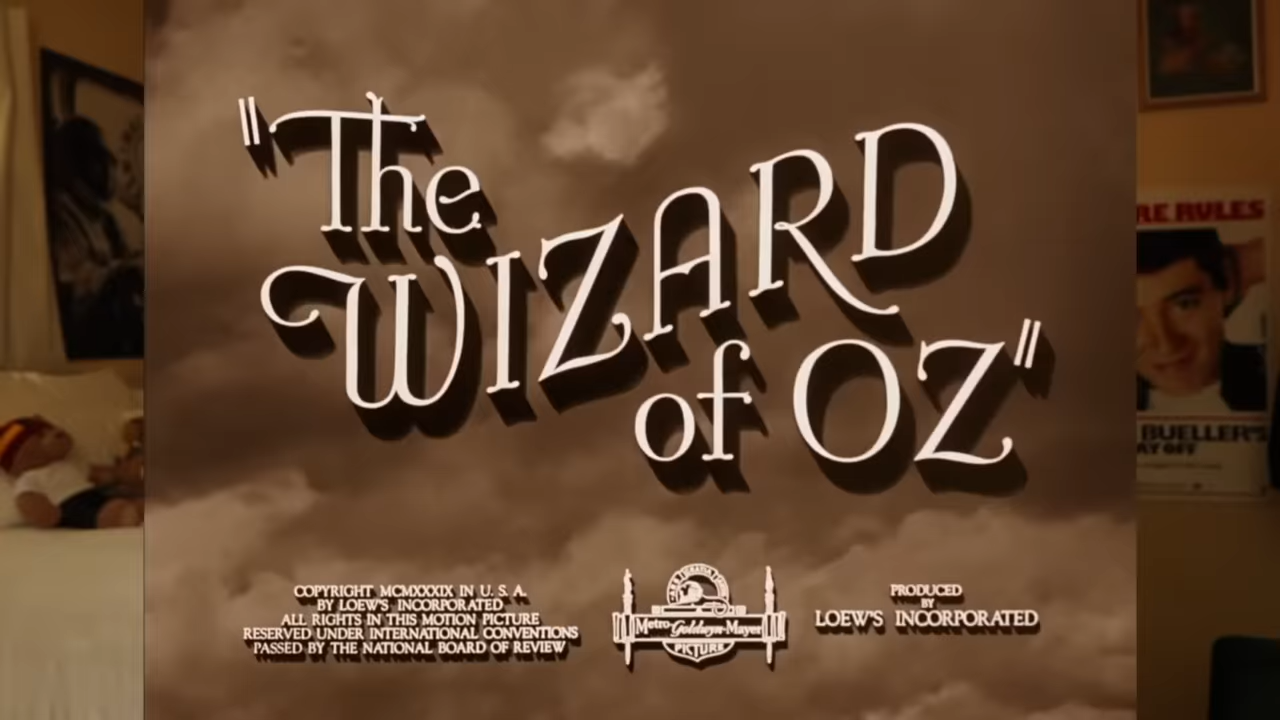 "The
WIZARD
of OZ"
COPYRIGHT MCMXXXIX IN U. S. A.
BY LOEW'S INCORPORATED
ALL RIGHTS IN THIS MOTION PICTURE
RESERVED UNDER INTERNATIONAL CONVENTIONS
PASSED BY THE NATIONAL BOARD OF REVIEW
Metro-Goldwyn-Mayer
PICTURE
PRODUCED
BY
LOEW'S INCORPORATED
RE RULES
BUELLER'S
AY OFF